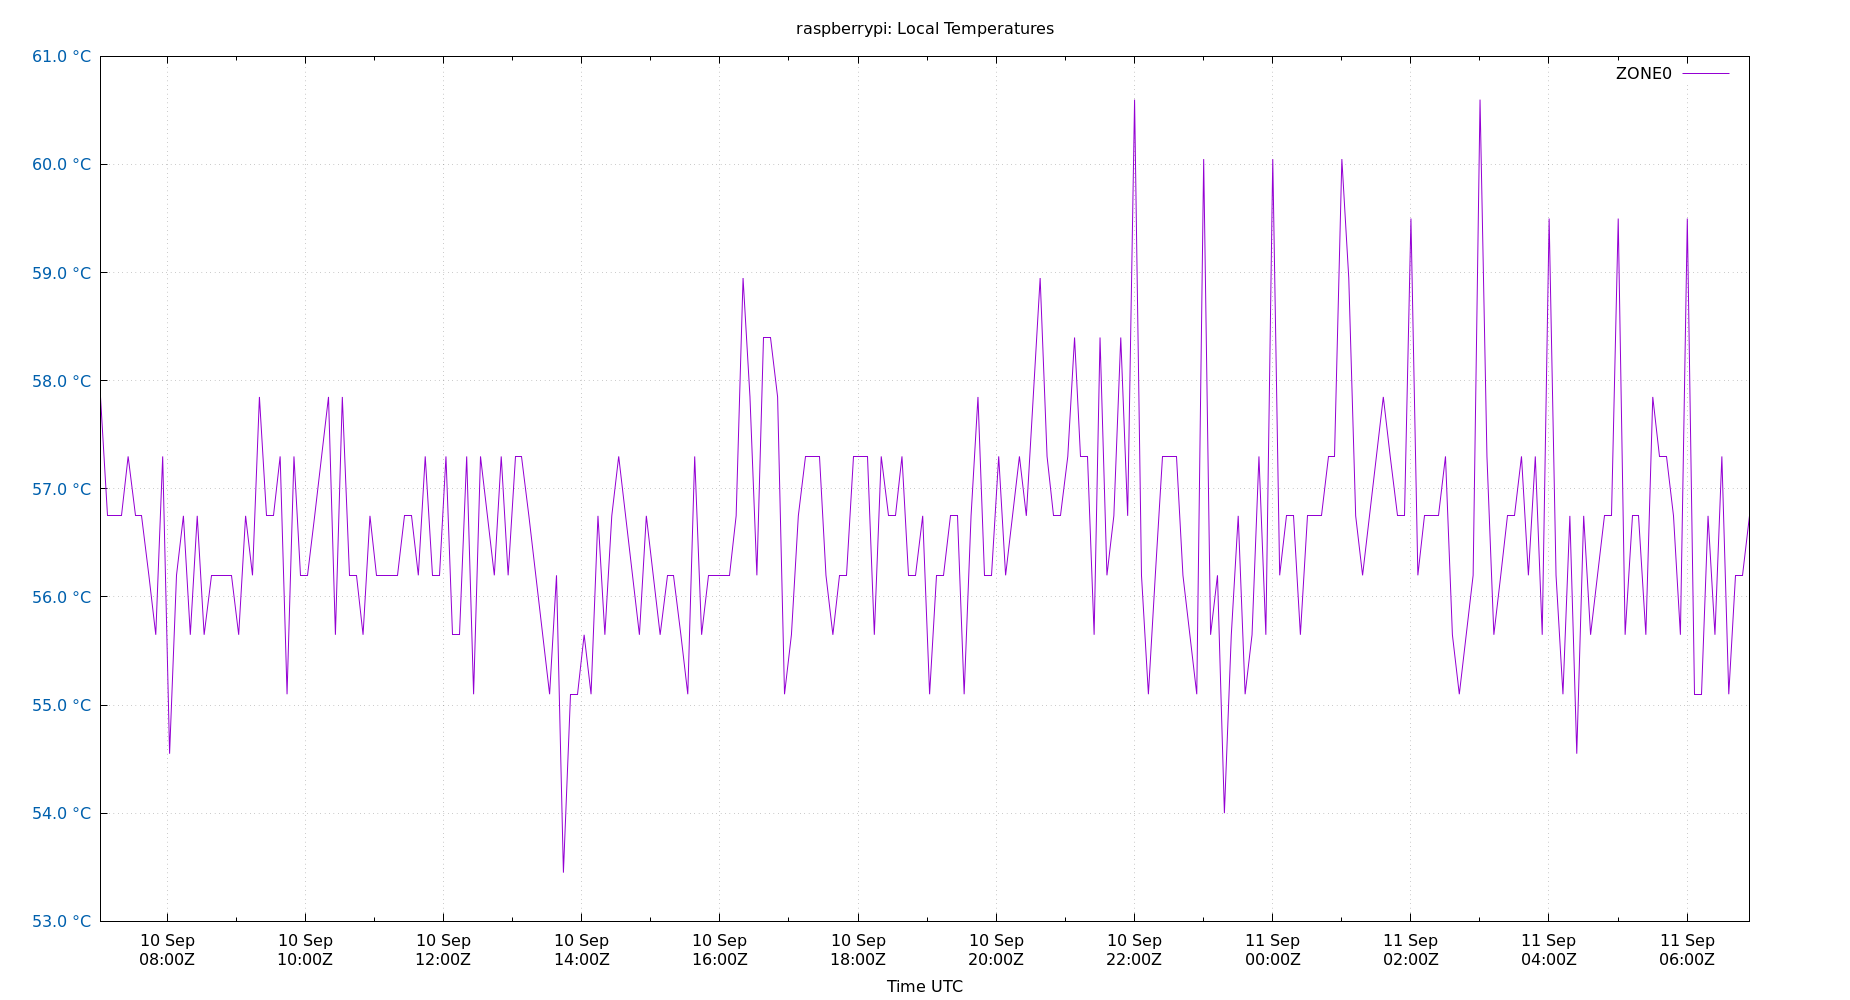 raspberrypi: Local Temperatures
61.0 °C
60.0 °C
59.0 °C
58.0 °C
57.0 °C
56.0 °C
55.0 °C
54.0 °C
53.0 °C
ZONE0
10 Sep 10 Sep 10 Sep 10 Sep 10 Sep 10 Sep 10 Sep 10 Sep 11 Sep 11 Sep 11 Sep 11 Sep
08:00Z 10:00Z 12:00Z 14:00Z 16:00Z 18:00Z 20:00Z 22:00Z 00:00Z 02:00Z 04:00Z 06:00Z
Time UTC